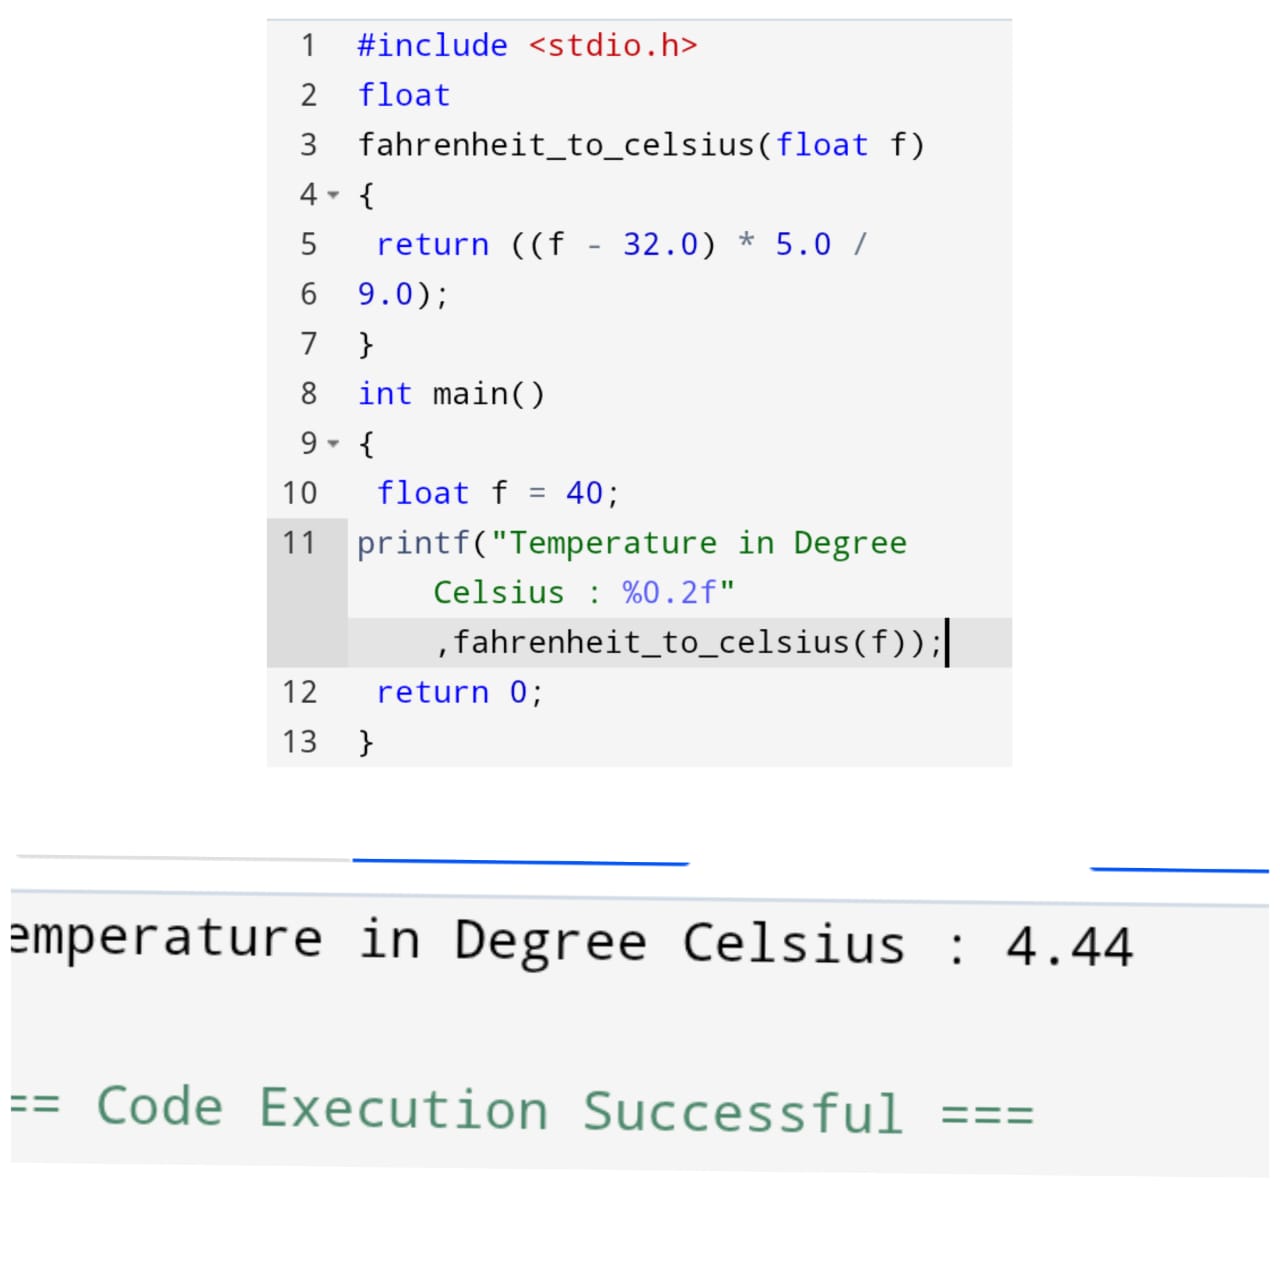 1 #include <stdio.h>
2 float
3 fahrenheit_to_celsius(float f)
4 {
5 return ((f - 32.0) * 5.0 /
6 9.0);
7 }
8 int main()
9 {
10 float f = 40;
11 printf("Temperature in Degree
Celsius : %0.2f"
,fahrenheit_to_celsius(f));
12 return 0;
13 }
emperature in Degree Celsius : 4.44
== Code Execution Successful ===